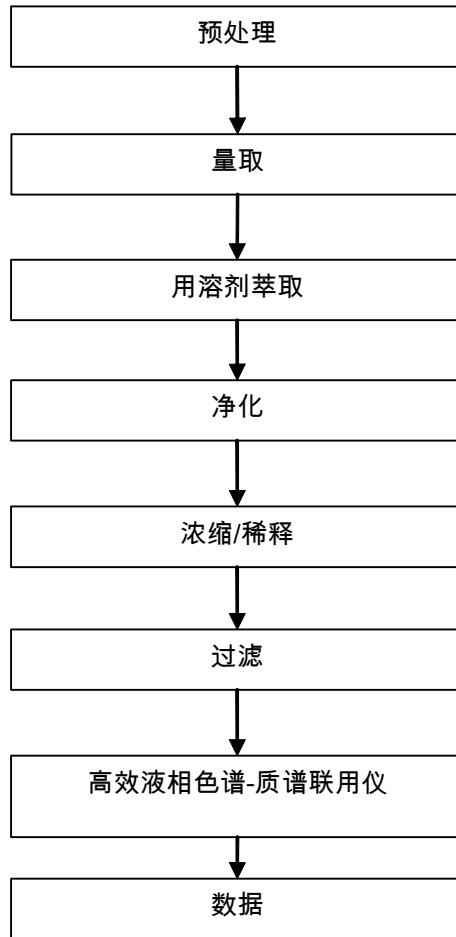 预处理
量取
用溶剂萃取
净化
浓缩/稀释
过滤
高效液相色谱-质谱联用仪
数据